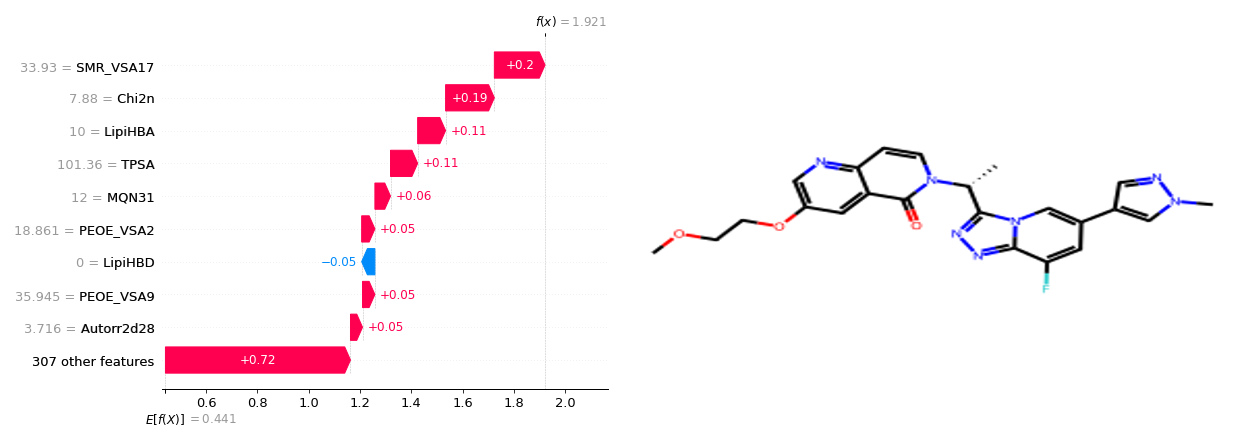 f(x) = 1.921
33.93 = SMR_VSA17
+0.2
7.88 = Chi2n
+0.19
10 = LipiHBA
+0.11
101.36 = TPSA
+0.11
12 = MQN31
+0.06
18.861 = PEOE_VSA2
+0.05
0 = LipiHBD
−0.05
35.945 = PEOE_VSA9
+0.05
3.716 = Autorr2d28
+0.05
307 other features
+0.72
0.6 0.8 1.0 1.2 1.4 1.6 1.8 2.0
E[f(X)] = 0.441
N
N
O
O
O
N
N
N
N
N
N
F